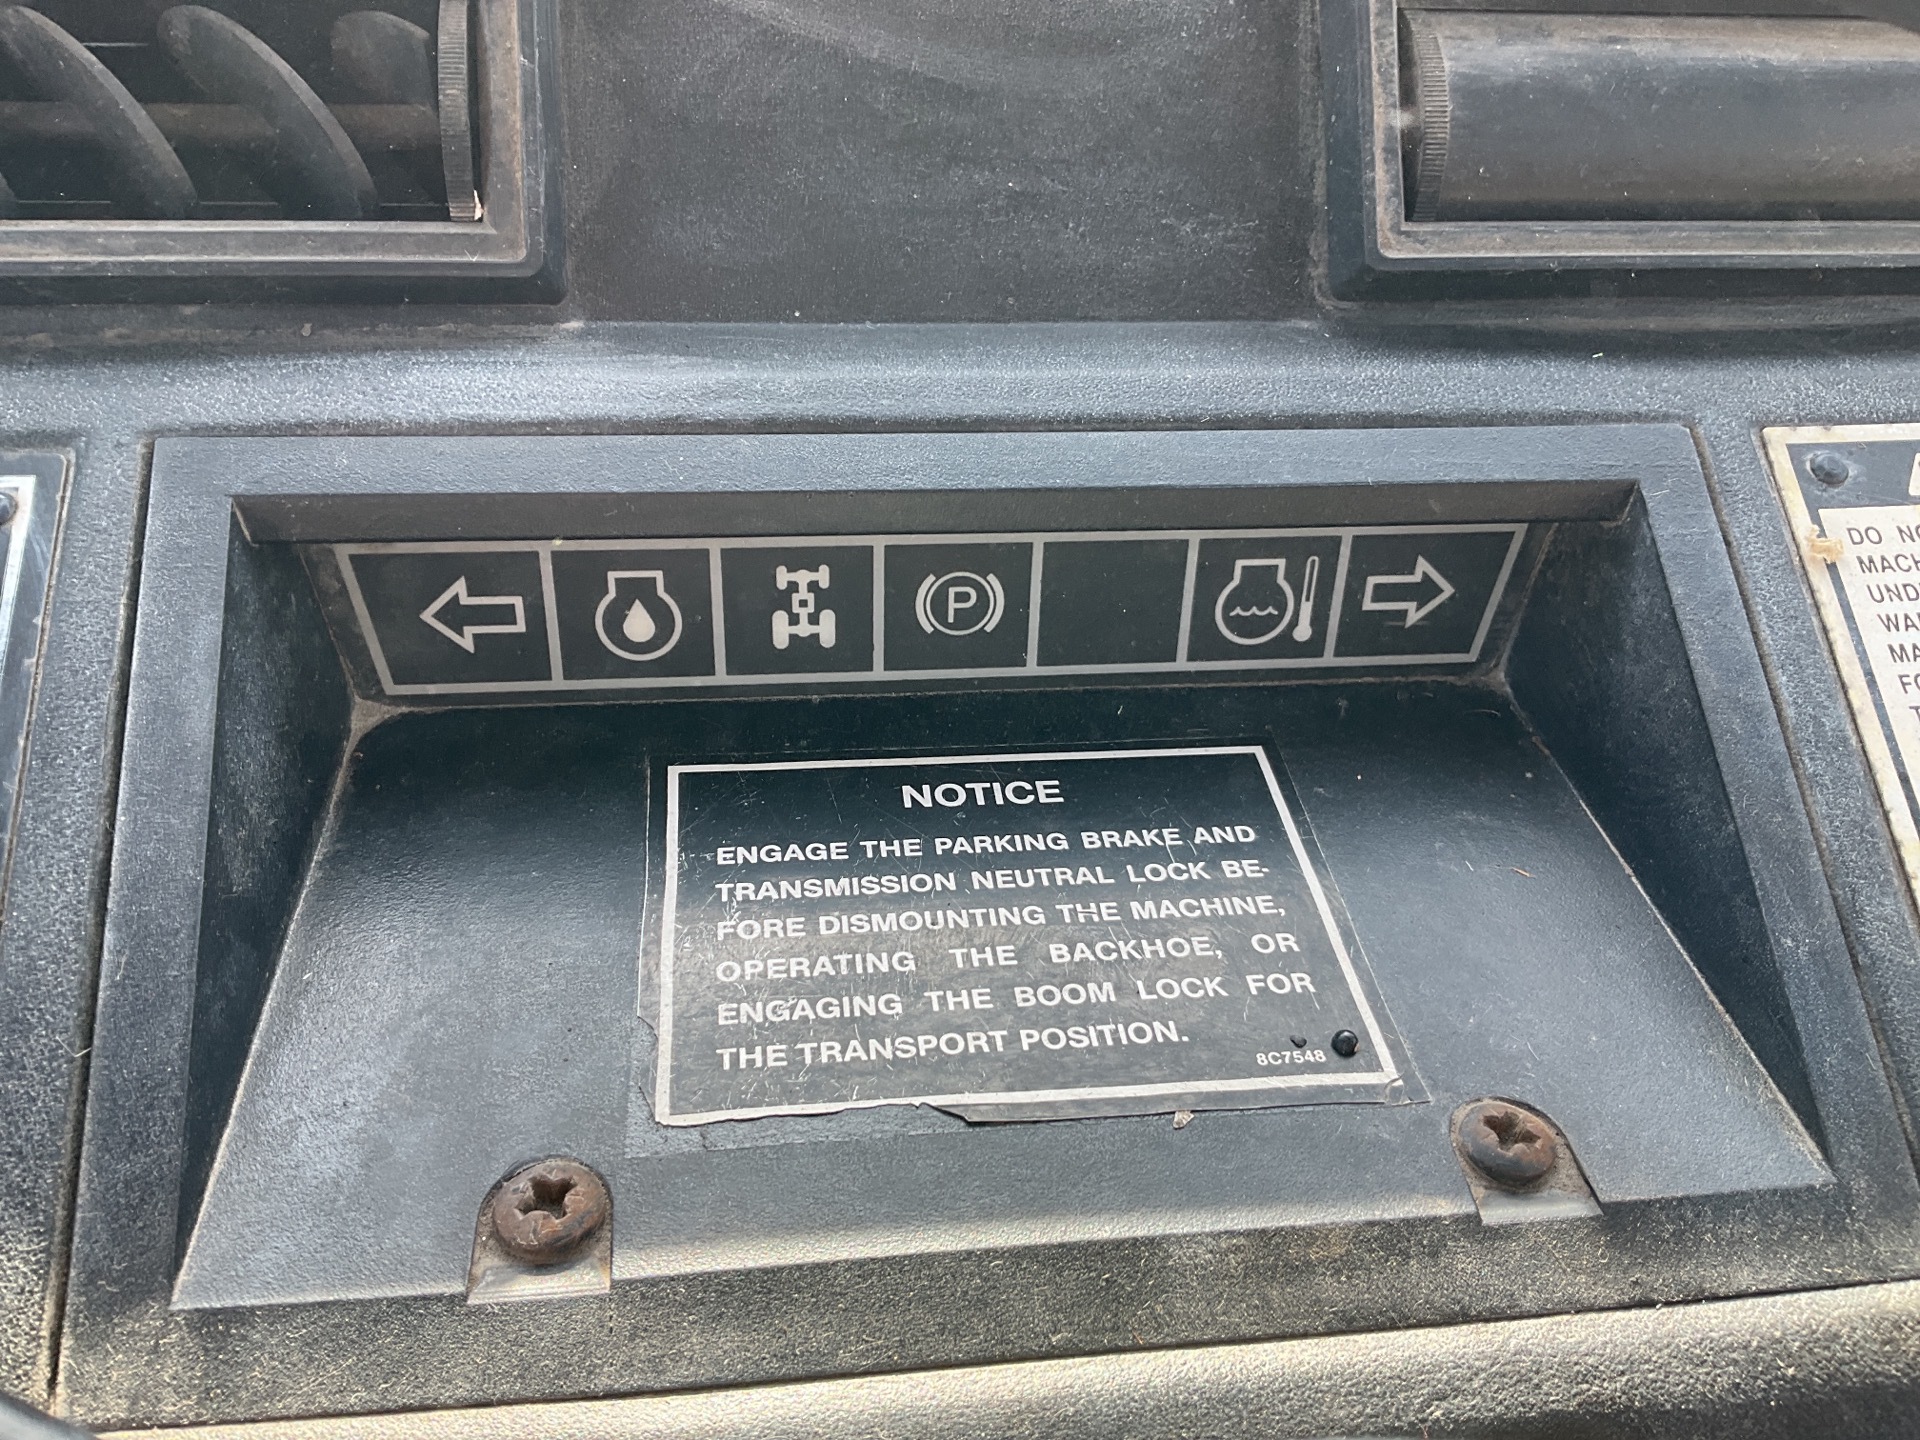 P
NOTICE
ENGAGE THE PARKING BRAKE AND
TRANSMISSION NEUTRAL LOCK BE-
FORE DISMOUNTING THE MACHINE,
OPERATING THE BACKHOE, OR
ENGAGING THE BOOM LOCK FOR
THE TRANSPORT POSITION.
8C7548
DO